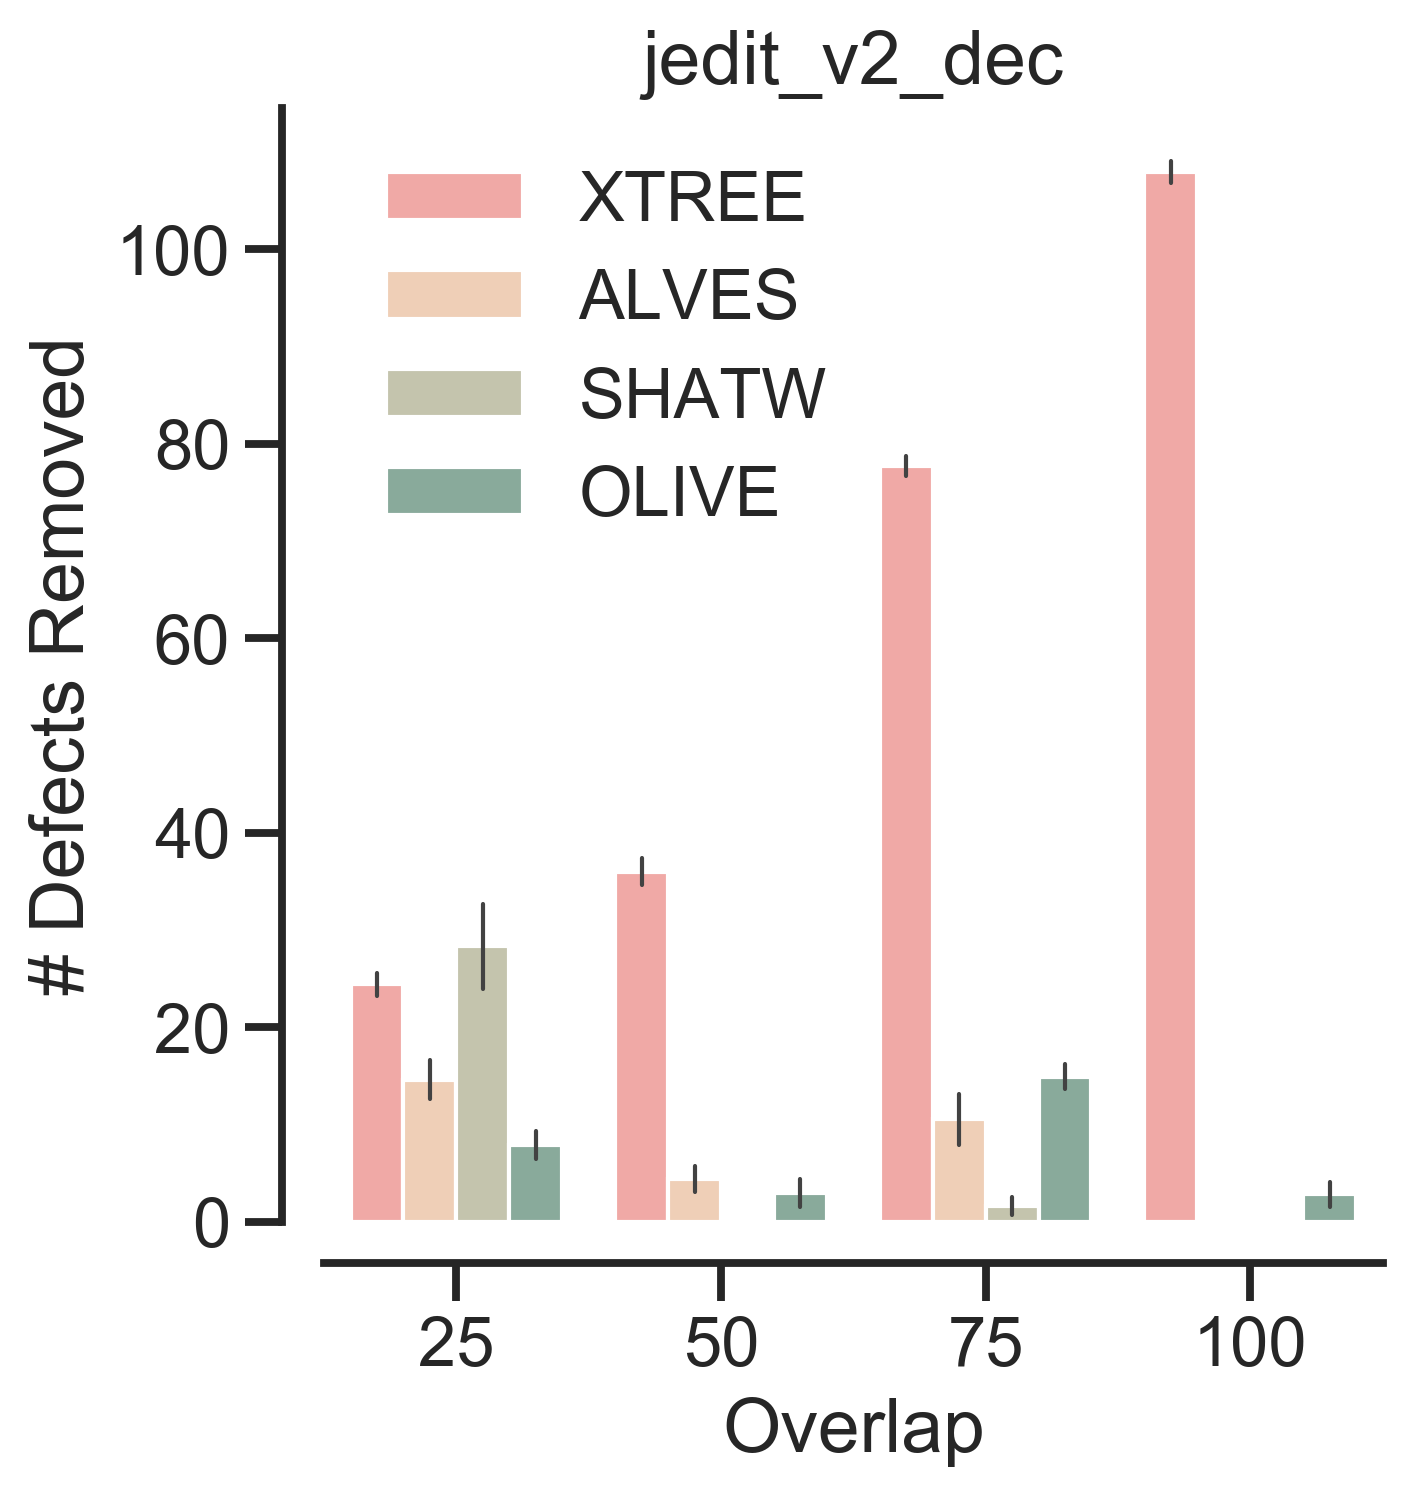 jedit_v2_dec
XTREE
ALVES
SHATW
OLIVE
# Defects Removed
100
80
60
40
20
0
25 50 75 100
Overlap